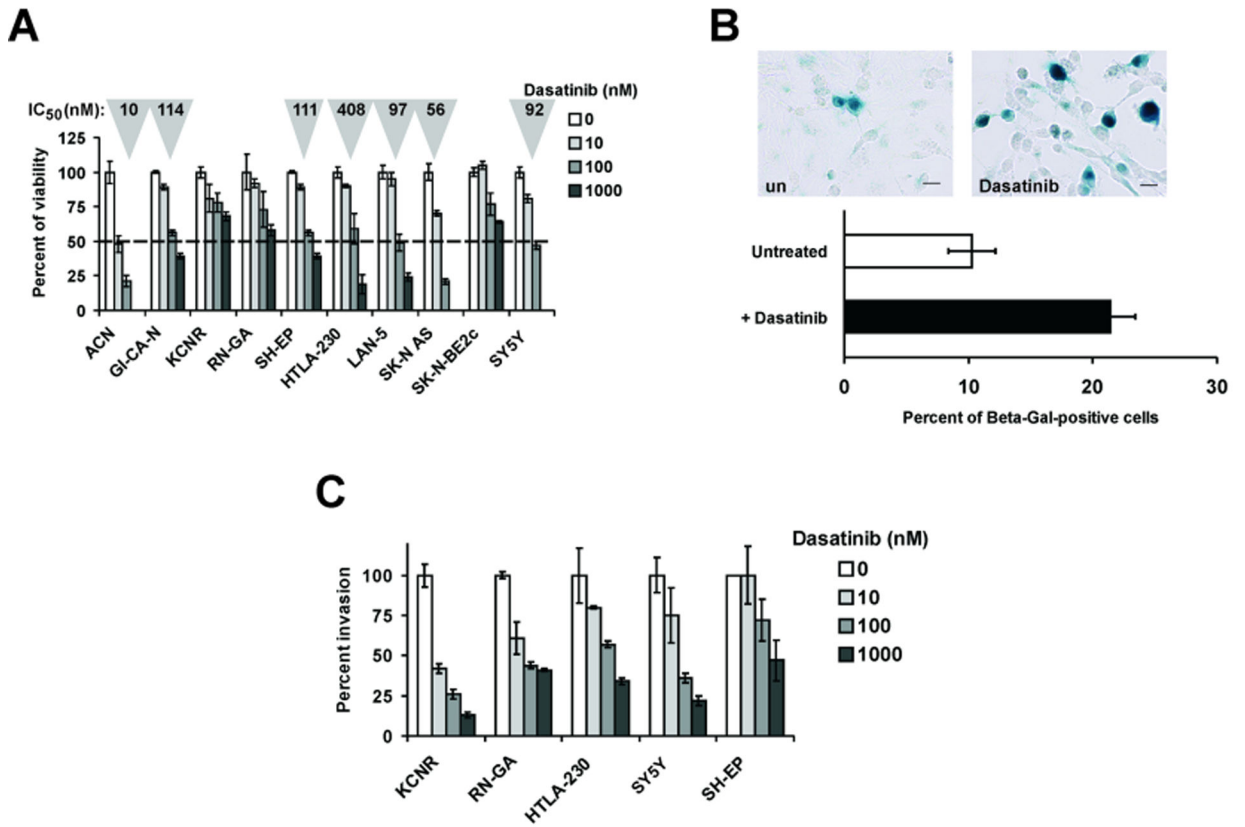 A
IC50(nM): 10 114 111 408 97 56 92
Dasatinib (nM)
0
10
100
1000
Percent of viability
125
100
75
50
25
0
ACN GI-CA-N KCNR RN-GA SH-EP HTLA-230 LAN-5 SK-N AS SK-N-BE2c SY5Y
B
un
Dasatinib
Untreated
+ Dasatinib
0 10 20 30
Percent of Beta-Gal-positive cells
C
Dasatinib (nM)
0
10
100
1000
Percent invasion
100
75
50
25
0
KCNR RN-GA HTLA-230 SY5Y SH-EP